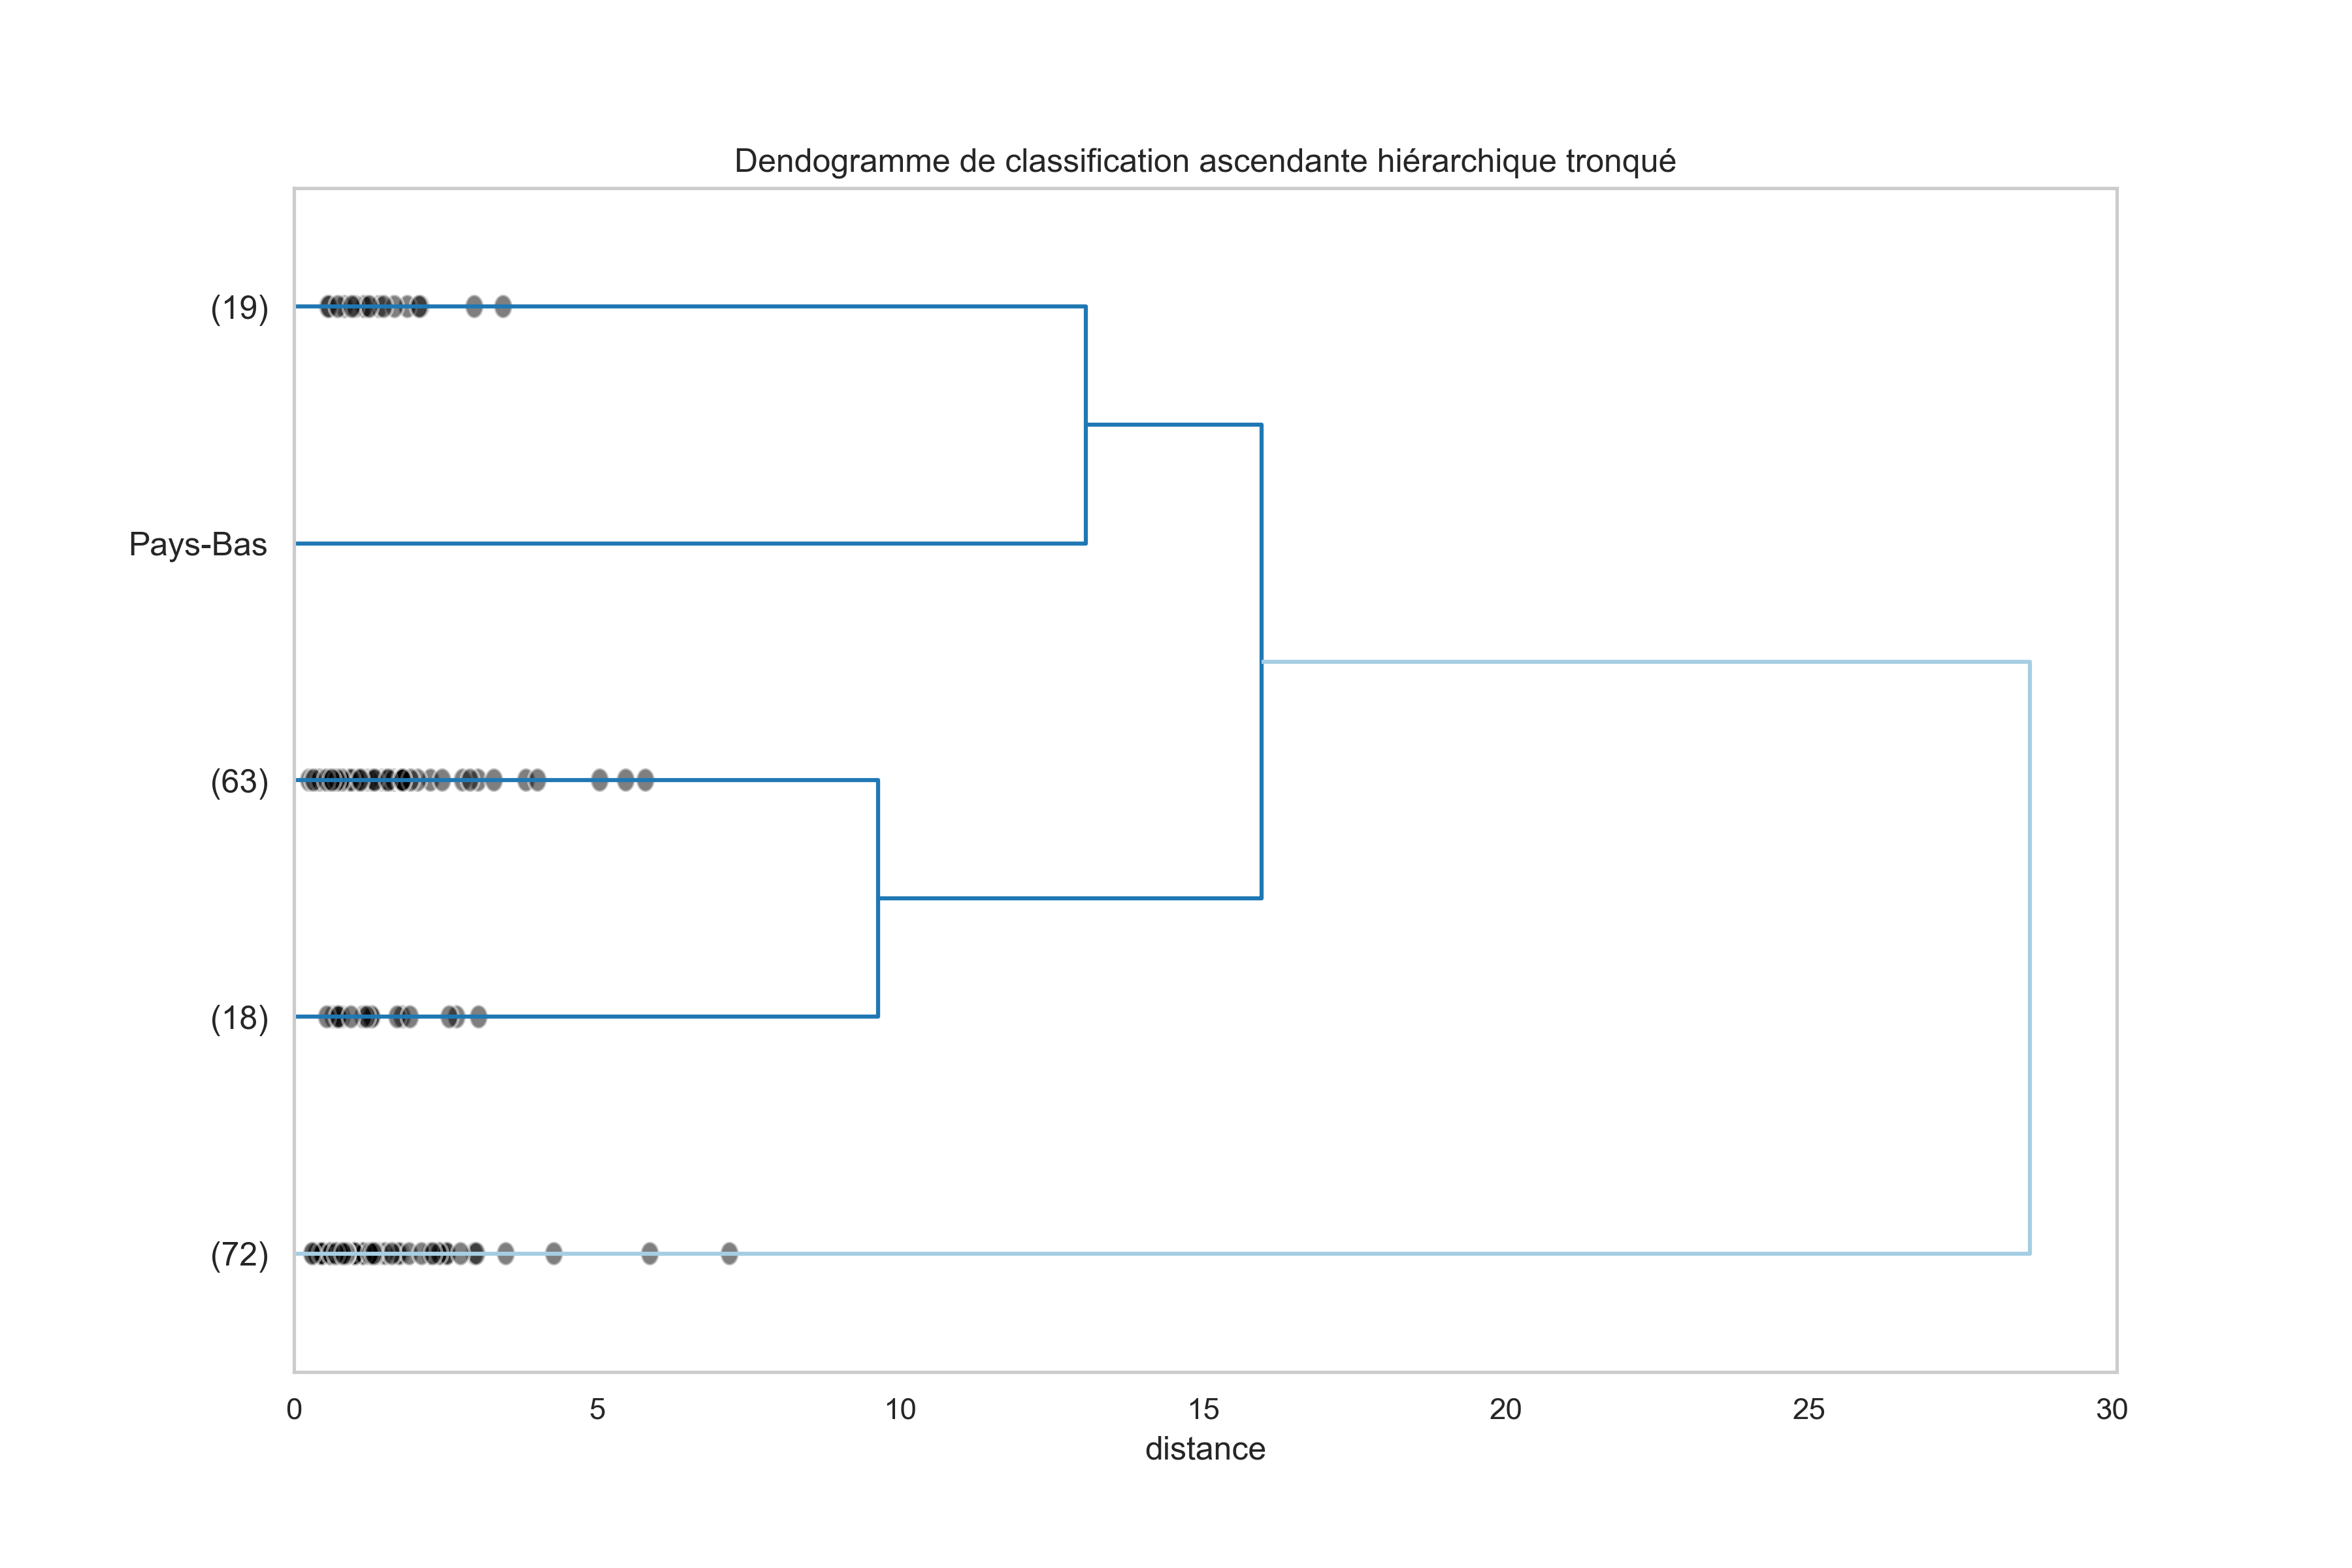 Dendogramme de classification ascendante hiérarchique tronqué
(19)
Pays-Bas
(63)
(18)
(72)
0 5 10 15 20 25 30
distance